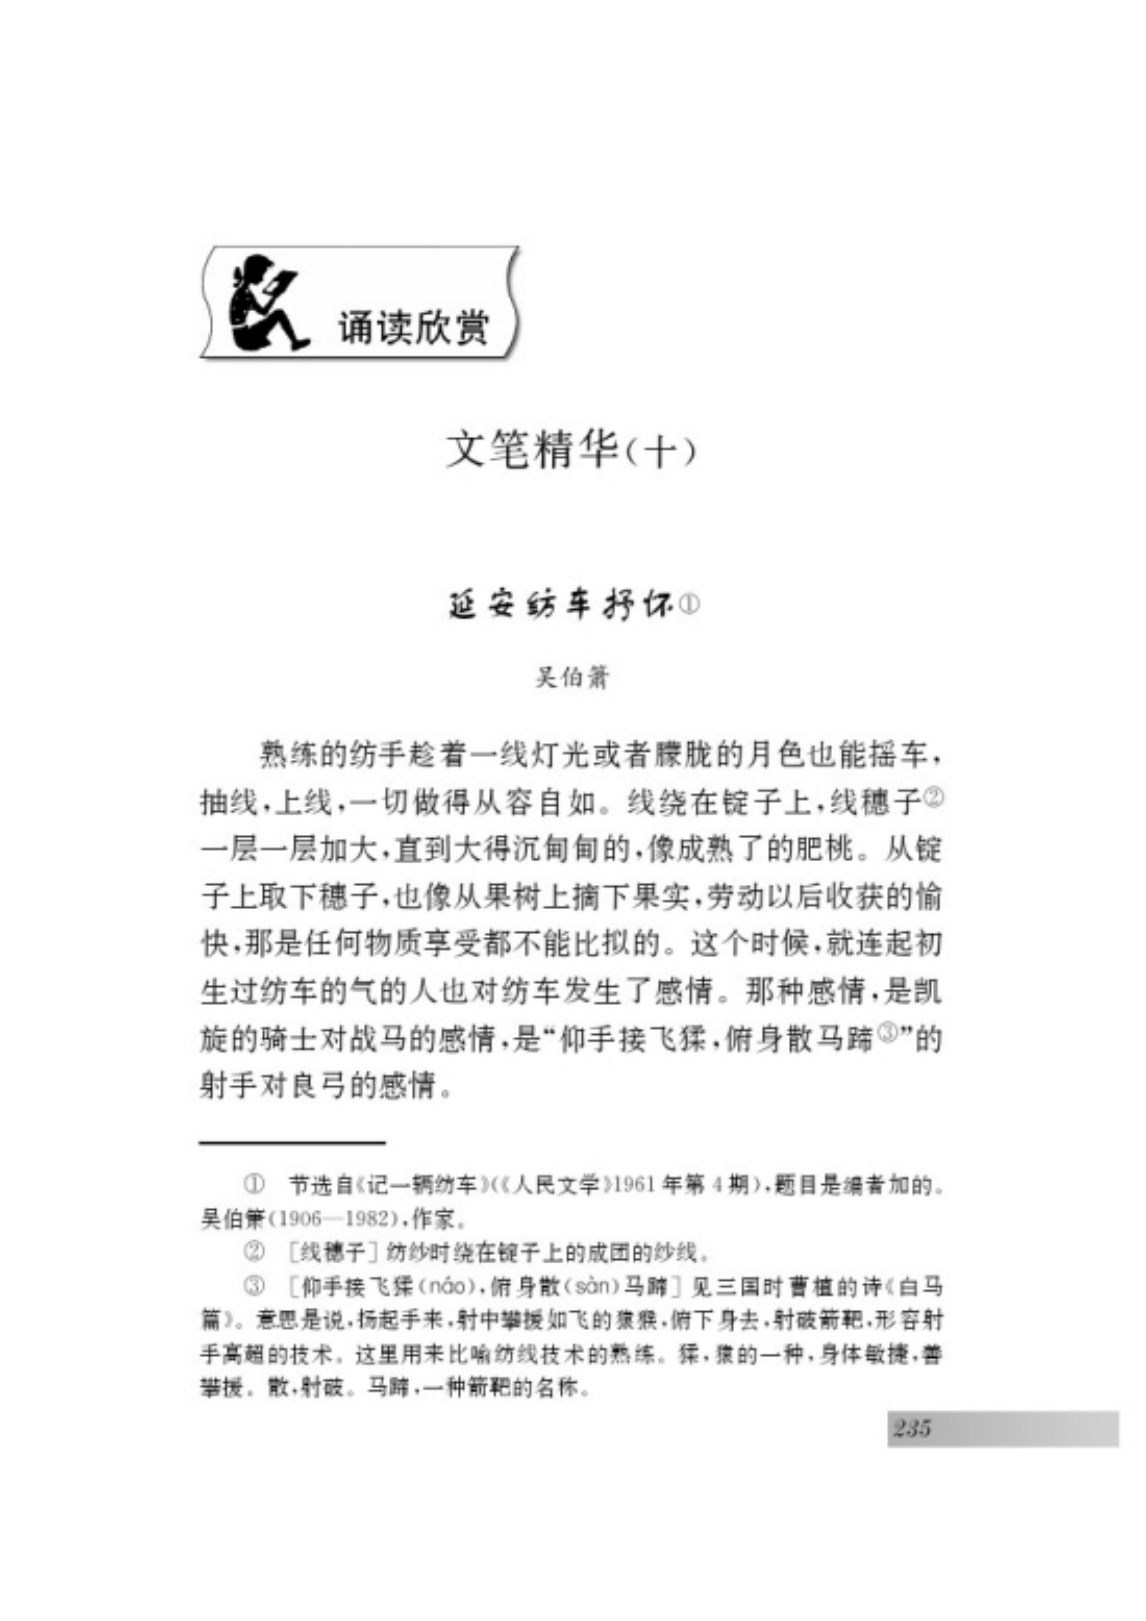 诵读欣赏
文笔精华(十)
延安纺车抒怀①
吴伯箫
熟练的纺手趁着一线灯光或者朦胧的月色也能摇车,
抽线,上线,一切做得从容自如。线绕在锭子上,线穗子②
一层一层加大,直到大得沉甸甸的,像成熟了的肥桃。从锭
子上取下穗子,也像从果树上摘下果实,劳动以后收获的愉
快,那是任何物质享受都不能比拟的。这个时候,就连起初
生过纺车的气的人也对纺车发生了感情。那种感情,是凯
旋的骑士对战马的感情,是“仰手接飞猱,俯身散马蹄③”的
射手对良弓的感情。
① 节选自《记一辆纺车》(《人民文学》1961年第4期),题目是编者加的。
吴伯箫(1906—1982),作家。
② [线穗子]纺纱时绕在锭子上的成团的纱线。
③ [仰手接飞猱(náo),俯身散(sàn)马蹄]见三国时曹植的诗《白马
篇》。意思是说,扬起手来,射中攀援如飞的猿猴,俯下身去,射破箭靶,形容射
手高超的技术。这里用来比喻纺线技术的熟练。猱,猿的一种,身体敏捷,善
攀援。散,射破。马蹄,一种箭靶的名称。
235